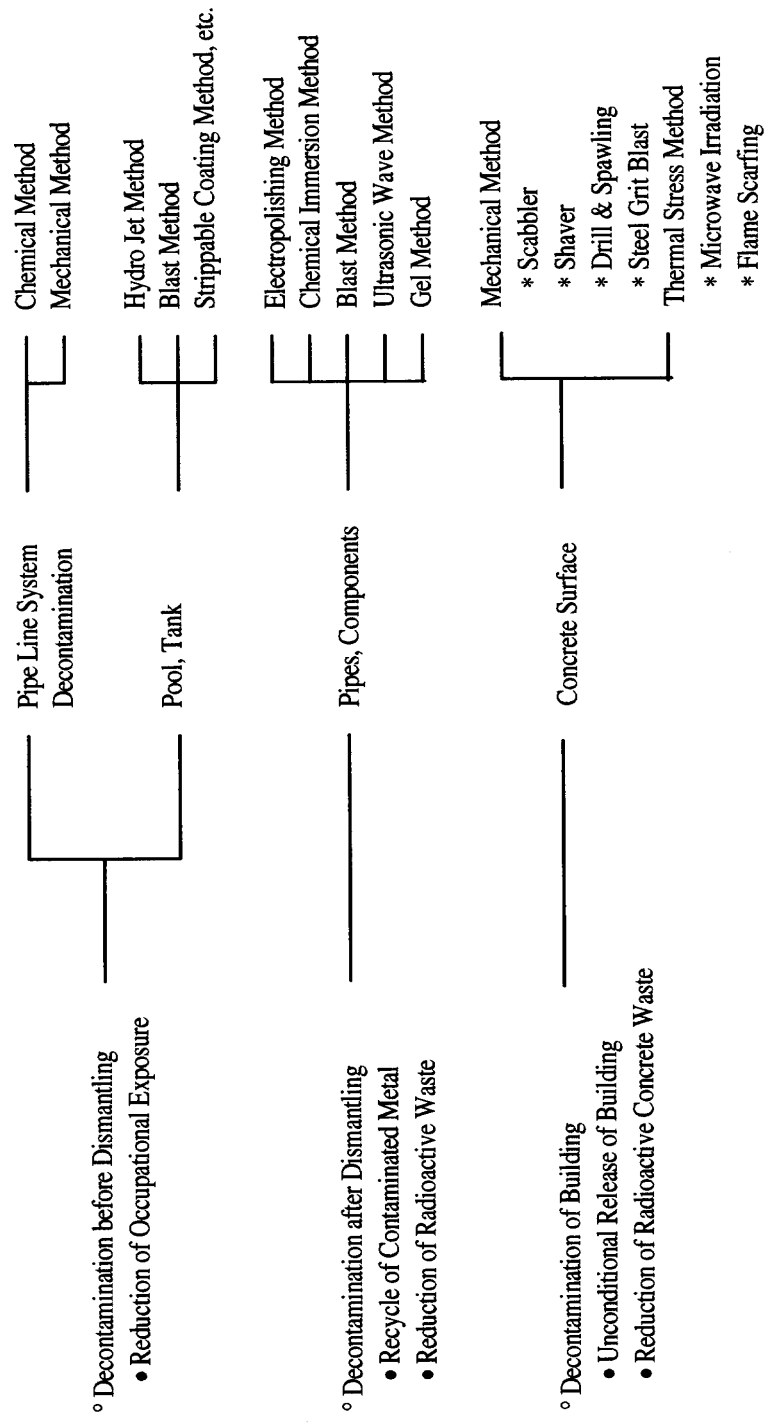 ° Decontamination before Dismantling
• Reduction of Occupational Exposure
Pipe Line System
Decontamination
Chemical Method
Mechanical Method
Pool, Tank
Hydro Jet Method
Blast Method
Strippable Coating Method, etc.
° Decontamination after Dismantling
• Recycle of Contaminated Metal
• Reduction of Radioactive Waste
Pipes, Components
Electropolishing Method
Chemical Immersion Method
Blast Method
Ultrasonic Wave Method
Gel Method
° Decontamination of Building
• Unconditional Release of Building
• Reduction of Radioactive Concrete Waste
Concrete Surface
Mechanical Method
* Scabbler
* Shaver
* Drill & Spawling
* Steel Grit Blast
Thermal Stress Method
* Microwave Irradiation
* Flame Scarfing